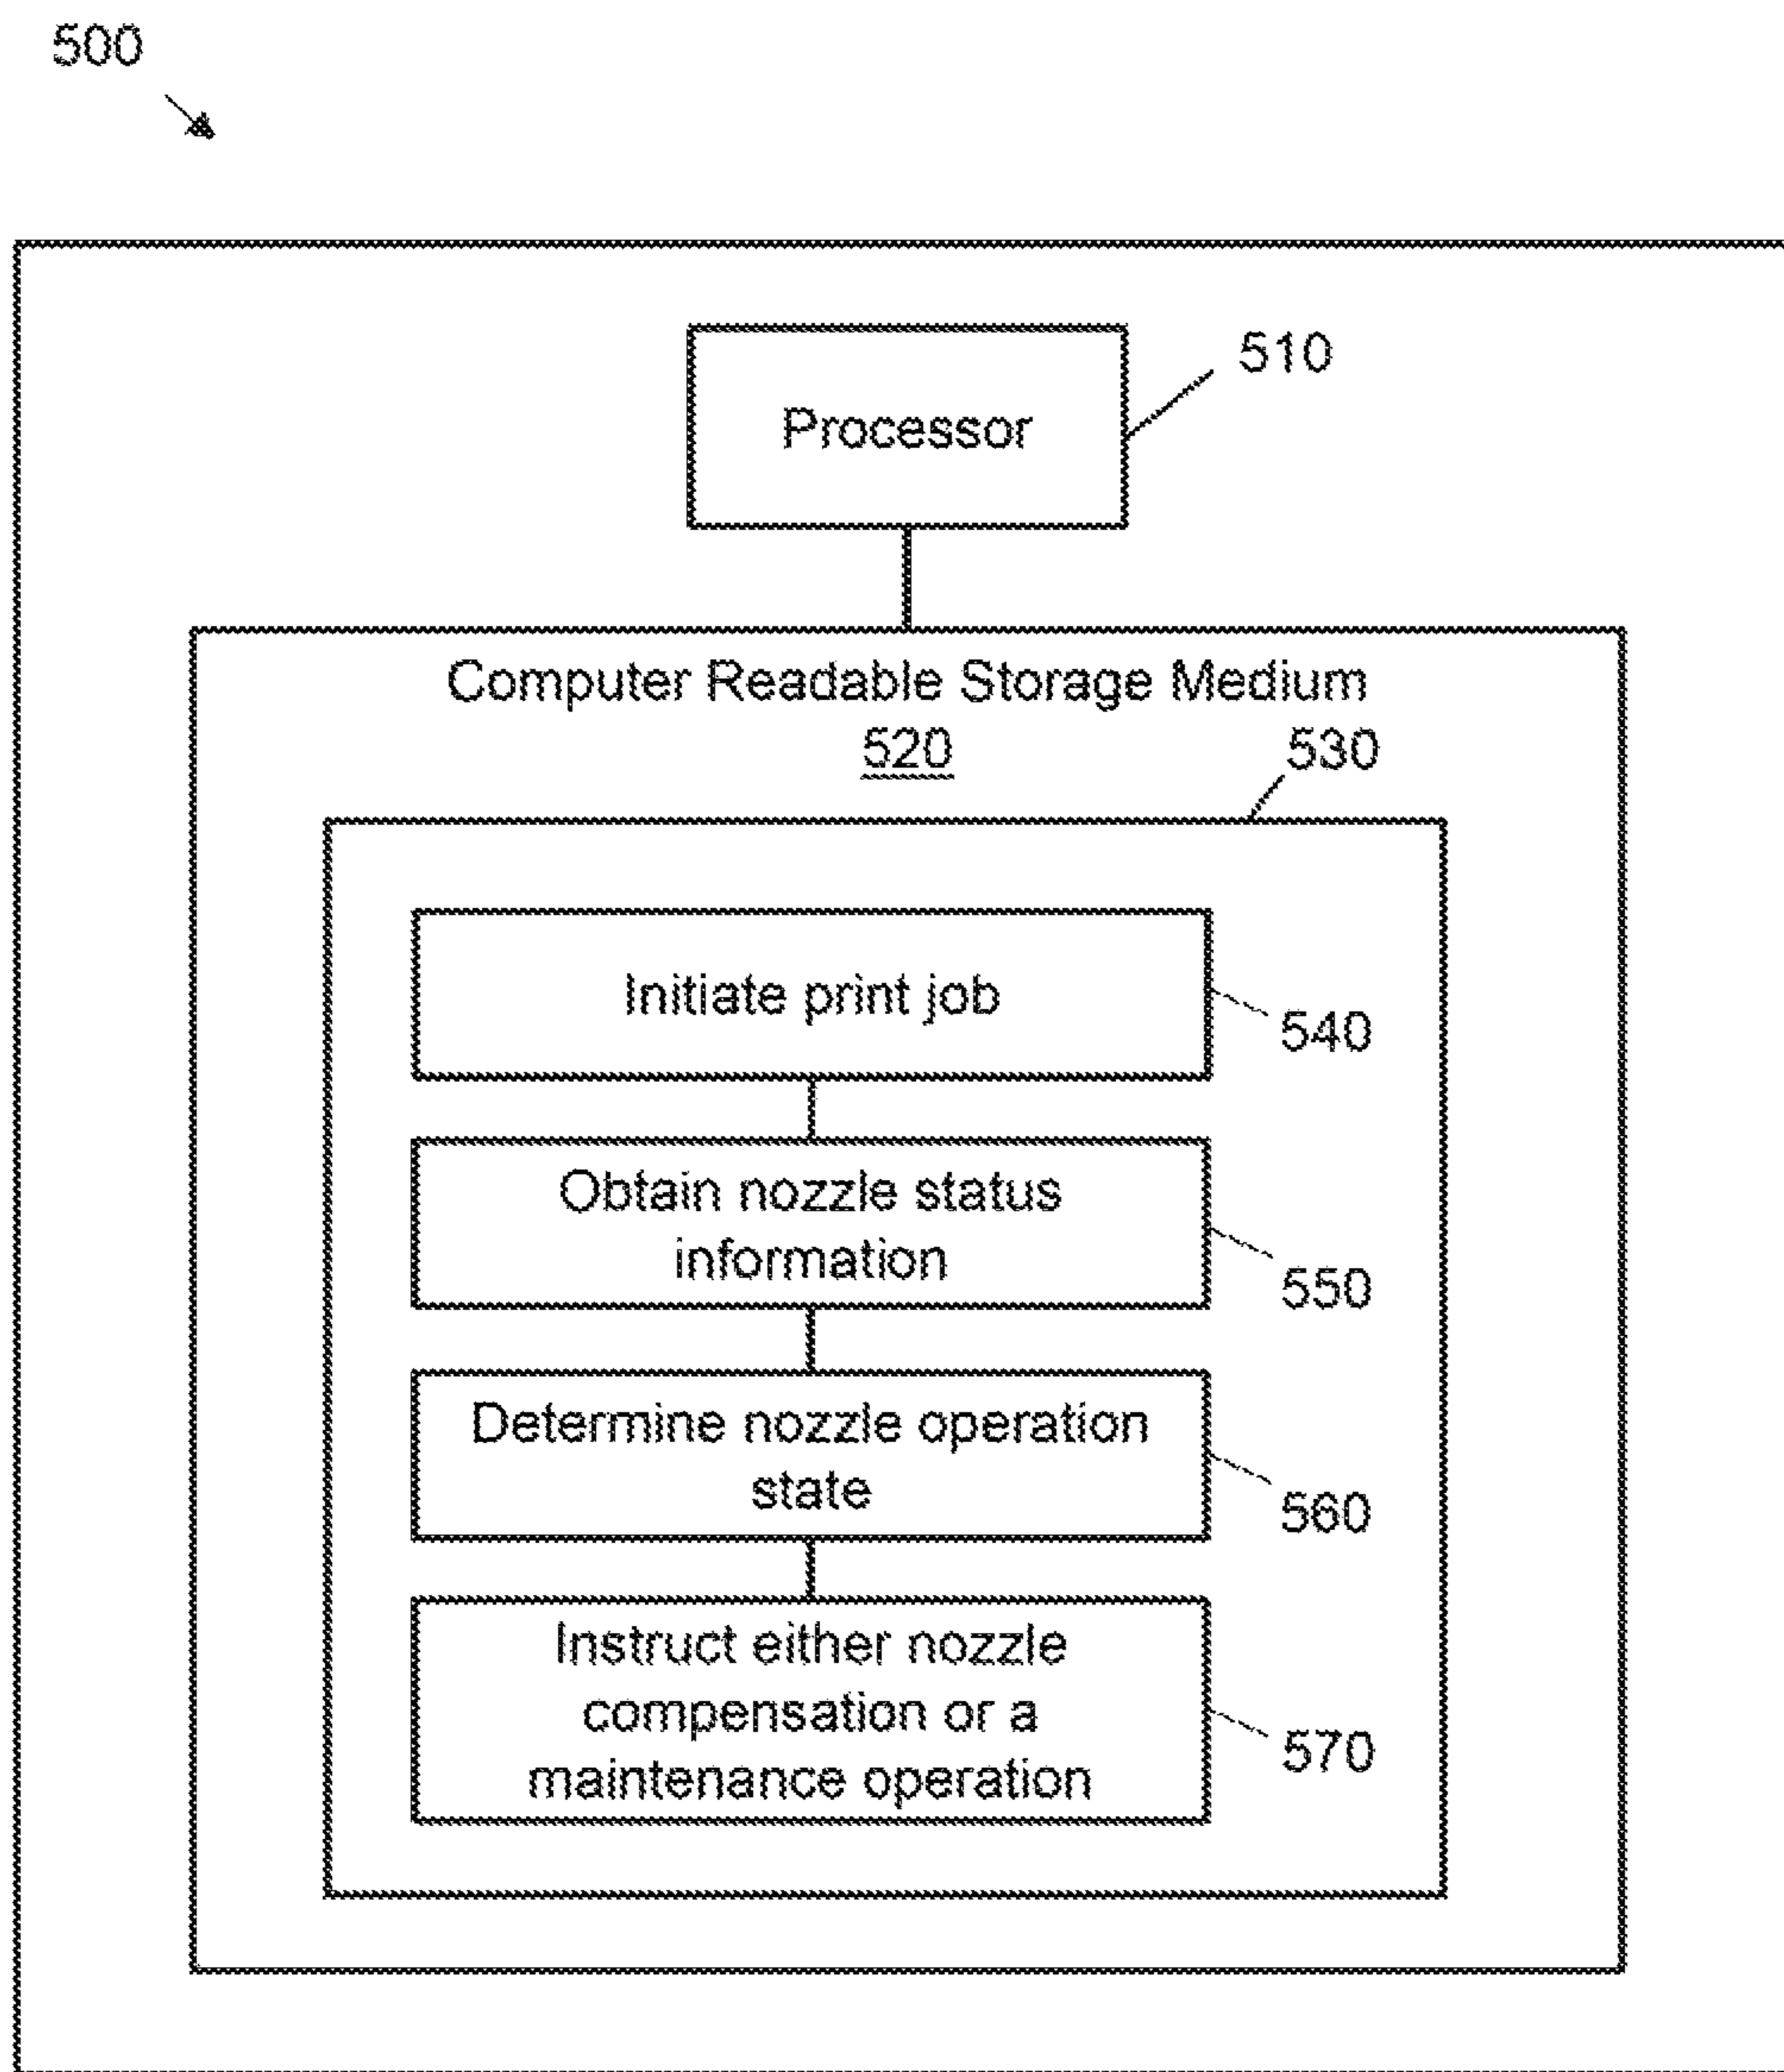 500
510
Processor
Computer Readable Storage Medium
520
530
Initiate print job
540
Obtain nozzle status
information
550
Determine nozzle operation
state
560
Instruct either nozzle
compensation or a
maintenance operation
570